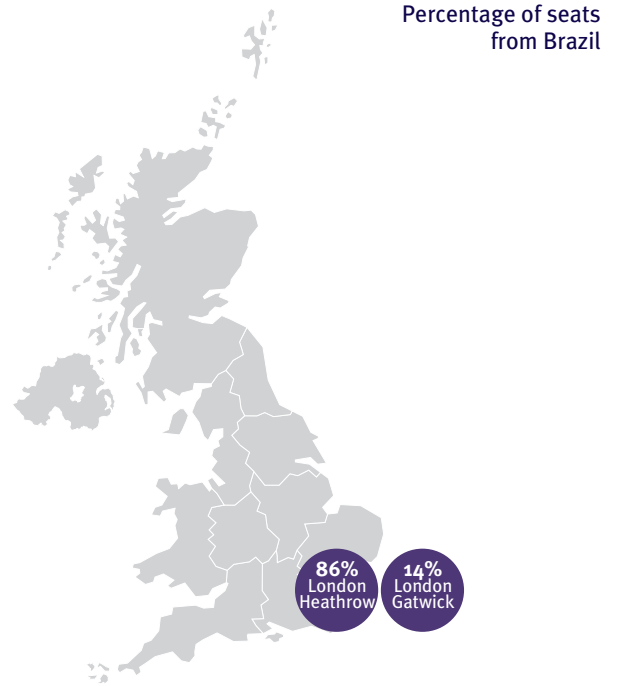 Percentage of seats
from Brazil
86%
London
Heathrow
14%
London
Gatwick